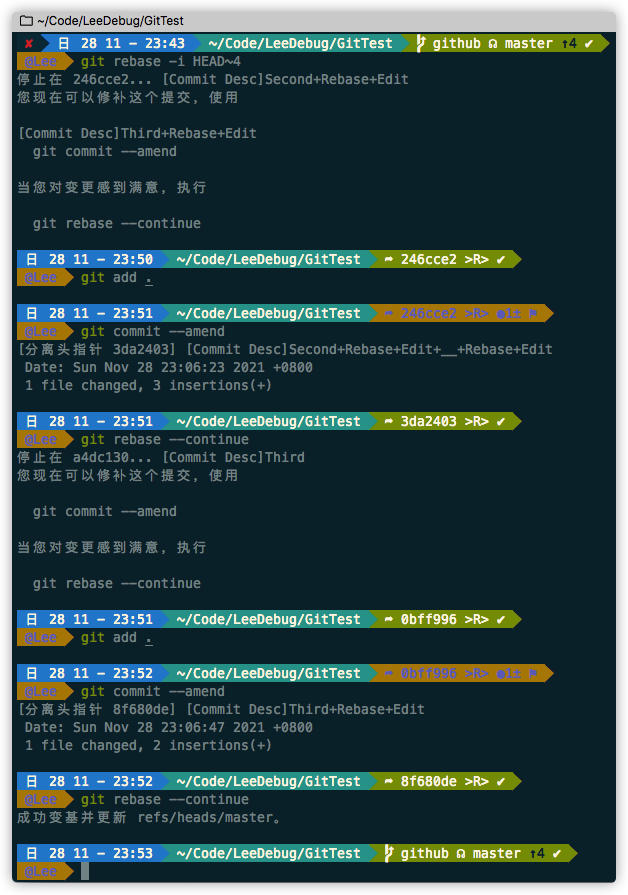 ~/Code/LeeDebug/GitTest
✘ 日 28 11 — 23:43 ~/Code/LeeDebug/GitTest github ☊ master ↑4 ✔
@Lee git rebase -i HEAD~4
停止在 246cce2... [Commit Desc]Second+Rebase+Edit
您现在可以修补这个提交，使用
[Commit Desc]Third+Rebase+Edit
git commit --amend
当您对变更感到满意，执行
git rebase --continue
日 28 11 — 23:50 ~/Code/LeeDebug/GitTest ➦ 246cce2 >R> ✔
@Lee git add .
日 28 11 — 23:51 ~/Code/LeeDebug/GitTest ➦ 246cce2 >R> ●1± ⚑
@Lee git commit --amend
[分离头指针 3da2403] [Commit Desc]Second+Rebase+Edit+__+Rebase+Edit
Date: Sun Nov 28 23:06:23 2021 +0800
1 file changed, 3 insertions(+)
日 28 11 — 23:51 ~/Code/LeeDebug/GitTest ➦ 3da2403 >R> ✔
@Lee git rebase --continue
停止在 a4dc130... [Commit Desc]Third
您现在可以修补这个提交，使用
git commit --amend
当您对变更感到满意，执行
git rebase --continue
日 28 11 — 23:51 ~/Code/LeeDebug/GitTest ➦ 0bff996 >R> ✔
@Lee git add .
日 28 11 — 23:52 ~/Code/LeeDebug/GitTest ➦ 0bff996 >R> ●1± ⚑
@Lee git commit --amend
[分离头指针 8f680de] [Commit Desc]Third+Rebase+Edit
Date: Sun Nov 28 23:06:47 2021 +0800
1 file changed, 2 insertions(+)
日 28 11 — 23:52 ~/Code/LeeDebug/GitTest ➦ 8f680de >R> ✔
@Lee git rebase --continue
成功变基并更新 refs/heads/master。
日 28 11 — 23:53 ~/Code/LeeDebug/GitTest github ☊ master ↑4 ✔
@Lee